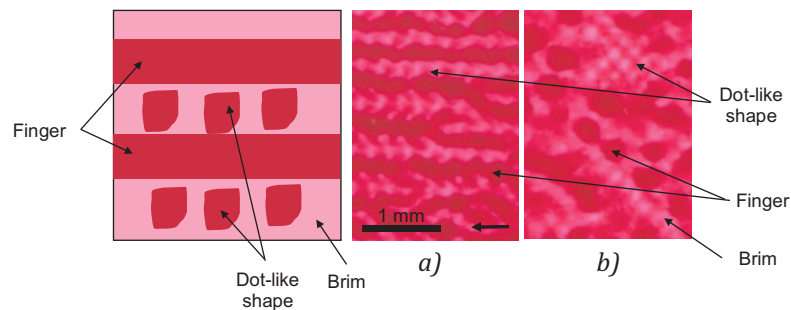 Finger
Dot-like
shape
Brim
1 mm
a)
b)
Dot-like
shape
Finger
Brim